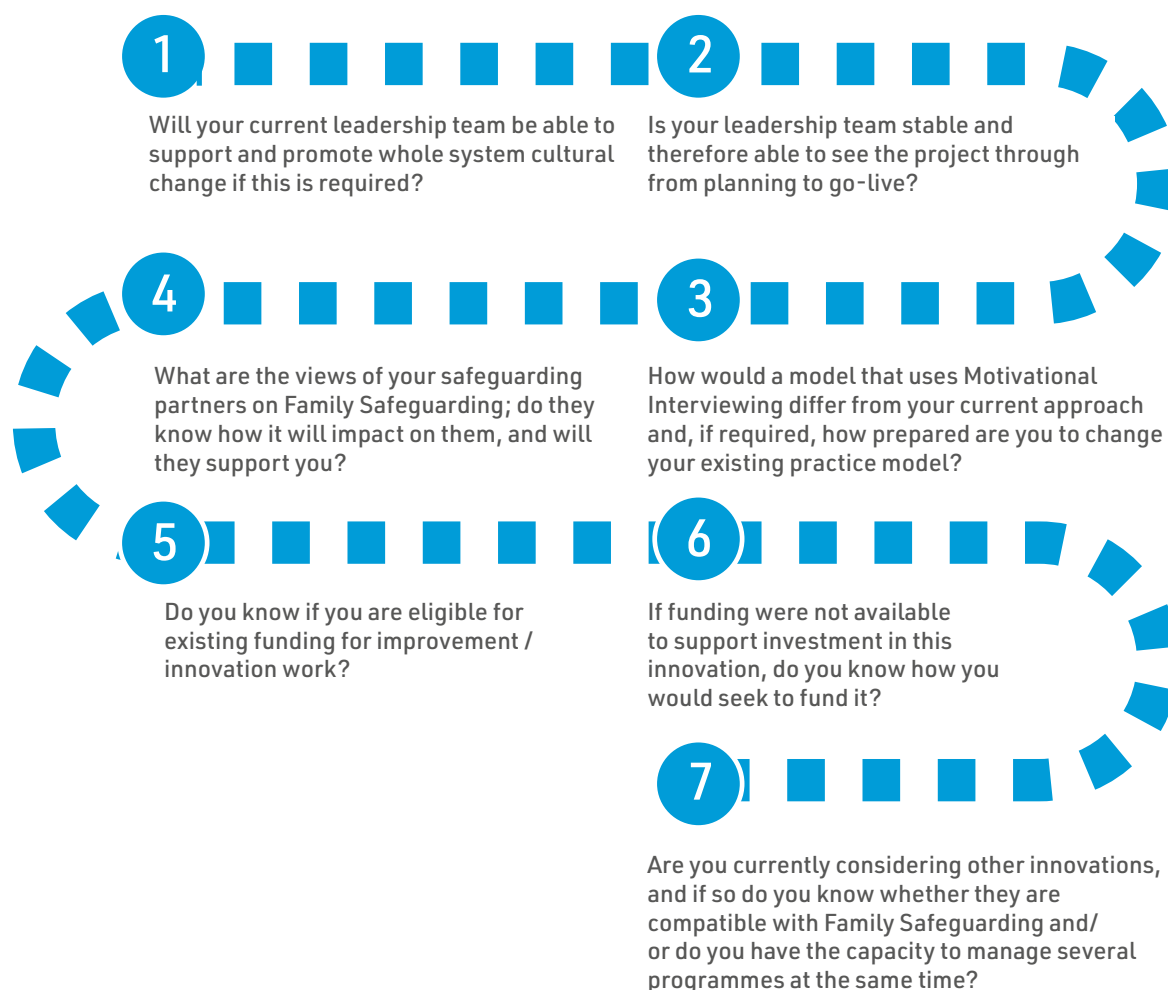 1
Will your current leadership team be able to
support and promote whole system cultural
change if this is required?
2
Is your leadership team stable and
therefore able to see the project through
from planning to go-live?
3
How would a model that uses Motivational
Interviewing differ from your current approach
and, if required, how prepared are you to change
your existing practice model?
4
What are the views of your safeguarding
partners on Family Safeguarding; do they
know how it will impact on them, and will
they support you?
5
Do you know if you are eligible for
existing funding for improvement /
innovation work?
6
If funding were not available
to support investment in this
innovation, do you know how you
would seek to fund it?
7
Are you currently considering other innovations,
and if so do you know whether they are
compatible with Family Safeguarding and/
or do you have the capacity to manage several
programmes at the same time?